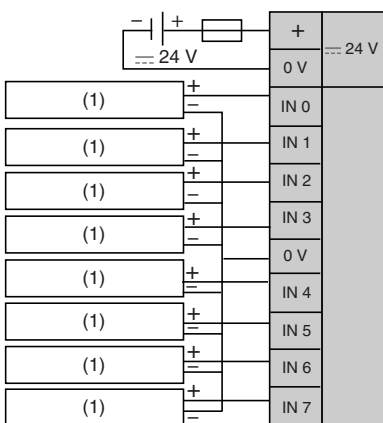 − + +
⎓ 24 V
⎓ 24 V
0 V
(1) + − IN 0
(1) + − IN 1
(1) + − IN 2
(1) + − IN 3
0 V
(1) + − IN 4
(1) + − IN 5
(1) + − IN 6
(1) + − IN 7